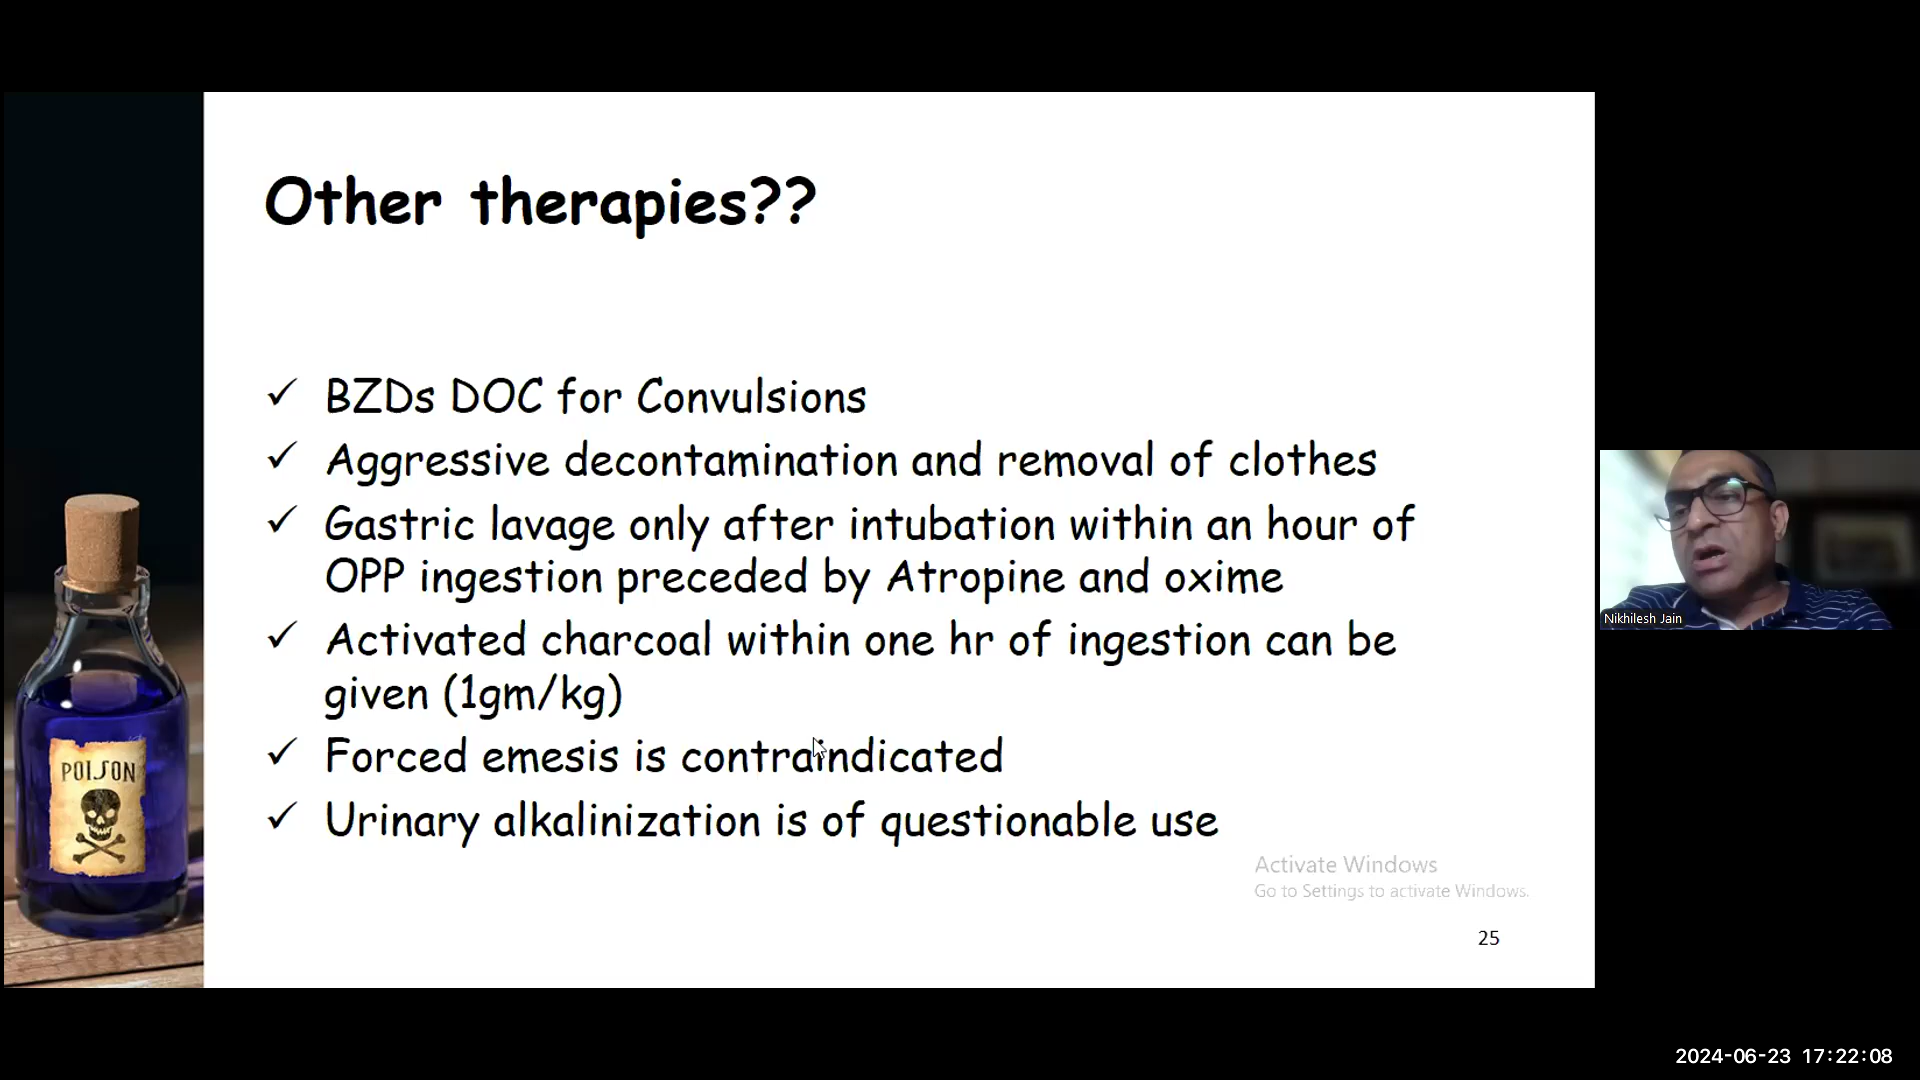 Other therapies??
✓ BZDs DOC for Convulsions
✓ Aggressive decontamination and removal of clothes
✓ Gastric lavage only after intubation within an hour of
OPP ingestion preceded by Atropine and oxime
✓ Activated charcoal within one hr of ingestion can be
given (1gm/kg)
✓ Forced emesis is contraindicated
✓ Urinary alkalinization is of questionable use
POISON
Activate Windows
Go to Settings to activate Windows.
25
Nikhilesh Jain
2024-06-23 17:22:08